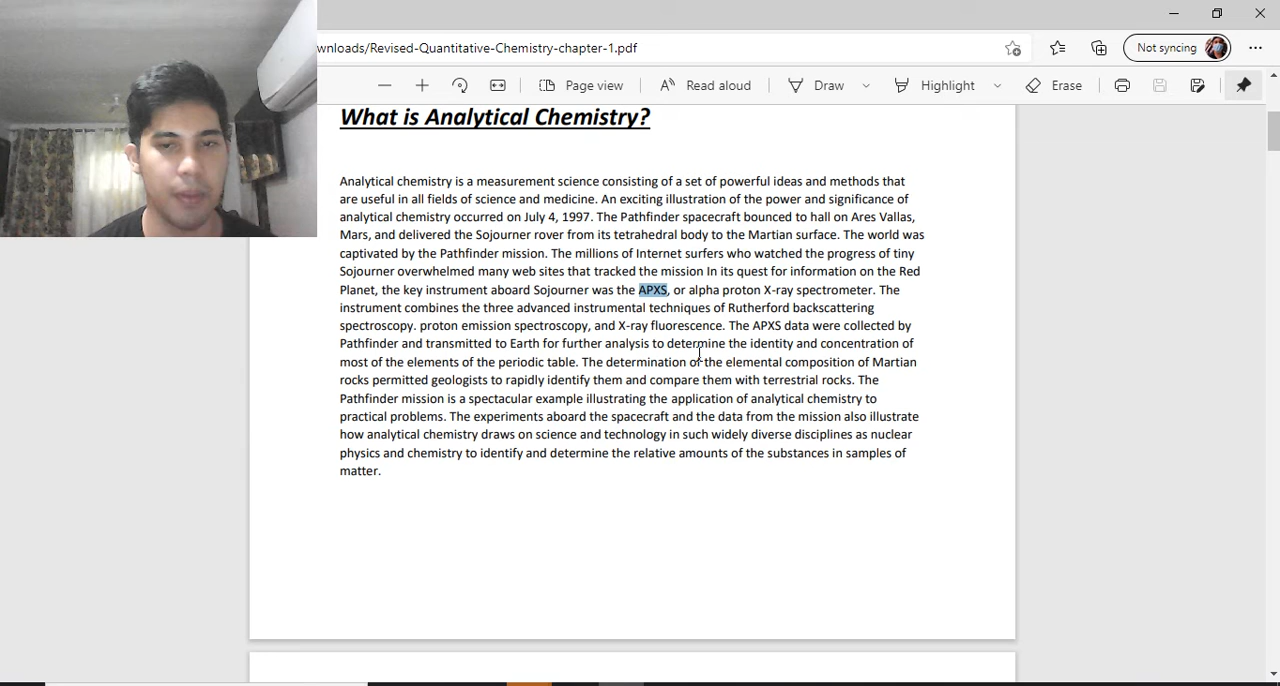 wnloads/Revised-Quantitative-Chemistry-chapter-1.pdf
Not syncing
Page view
Read aloud
Draw
Highlight
Erase
What is Analytical Chemistry?
Analytical chemistry is a measurement science consisting of a set of powerful ideas and methods that
are useful in all fields of science and medicine. An exciting illustration of the power and significance of
analytical chemistry occurred on July 4, 1997. The Pathfinder spacecraft bounced to hall on Ares Vallas,
Mars, and delivered the Sojourner rover from its tetrahedral body to the Martian surface. The world was
captivated by the Pathfinder mission. The millions of Internet surfers who watched the progress of tiny
Sojourner overwhelmed many web sites that tracked the mission In its quest for information on the Red
Planet, the key instrument aboard Sojourner was the APXS, or alpha proton X-ray spectrometer. The
instrument combines the three advanced instrumental techniques of Rutherford backscattering
spectroscopy. proton emission spectroscopy, and X-ray fluorescence. The APXS data were collected by
Pathfinder and transmitted to Earth for further analysis to determine the identity and concentration of
most of the elements of the periodic table. The determination of the elemental composition of Martian
rocks permitted geologists to rapidly identify them and compare them with terrestrial rocks. The
Pathfinder mission is a spectacular example illustrating the application of analytical chemistry to
practical problems. The experiments aboard the spacecraft and the data from the mission also illustrate
how analytical chemistry draws on science and technology in such widely diverse disciplines as nuclear
physics and chemistry to identify and determine the relative amounts of the substances in samples of
matter.